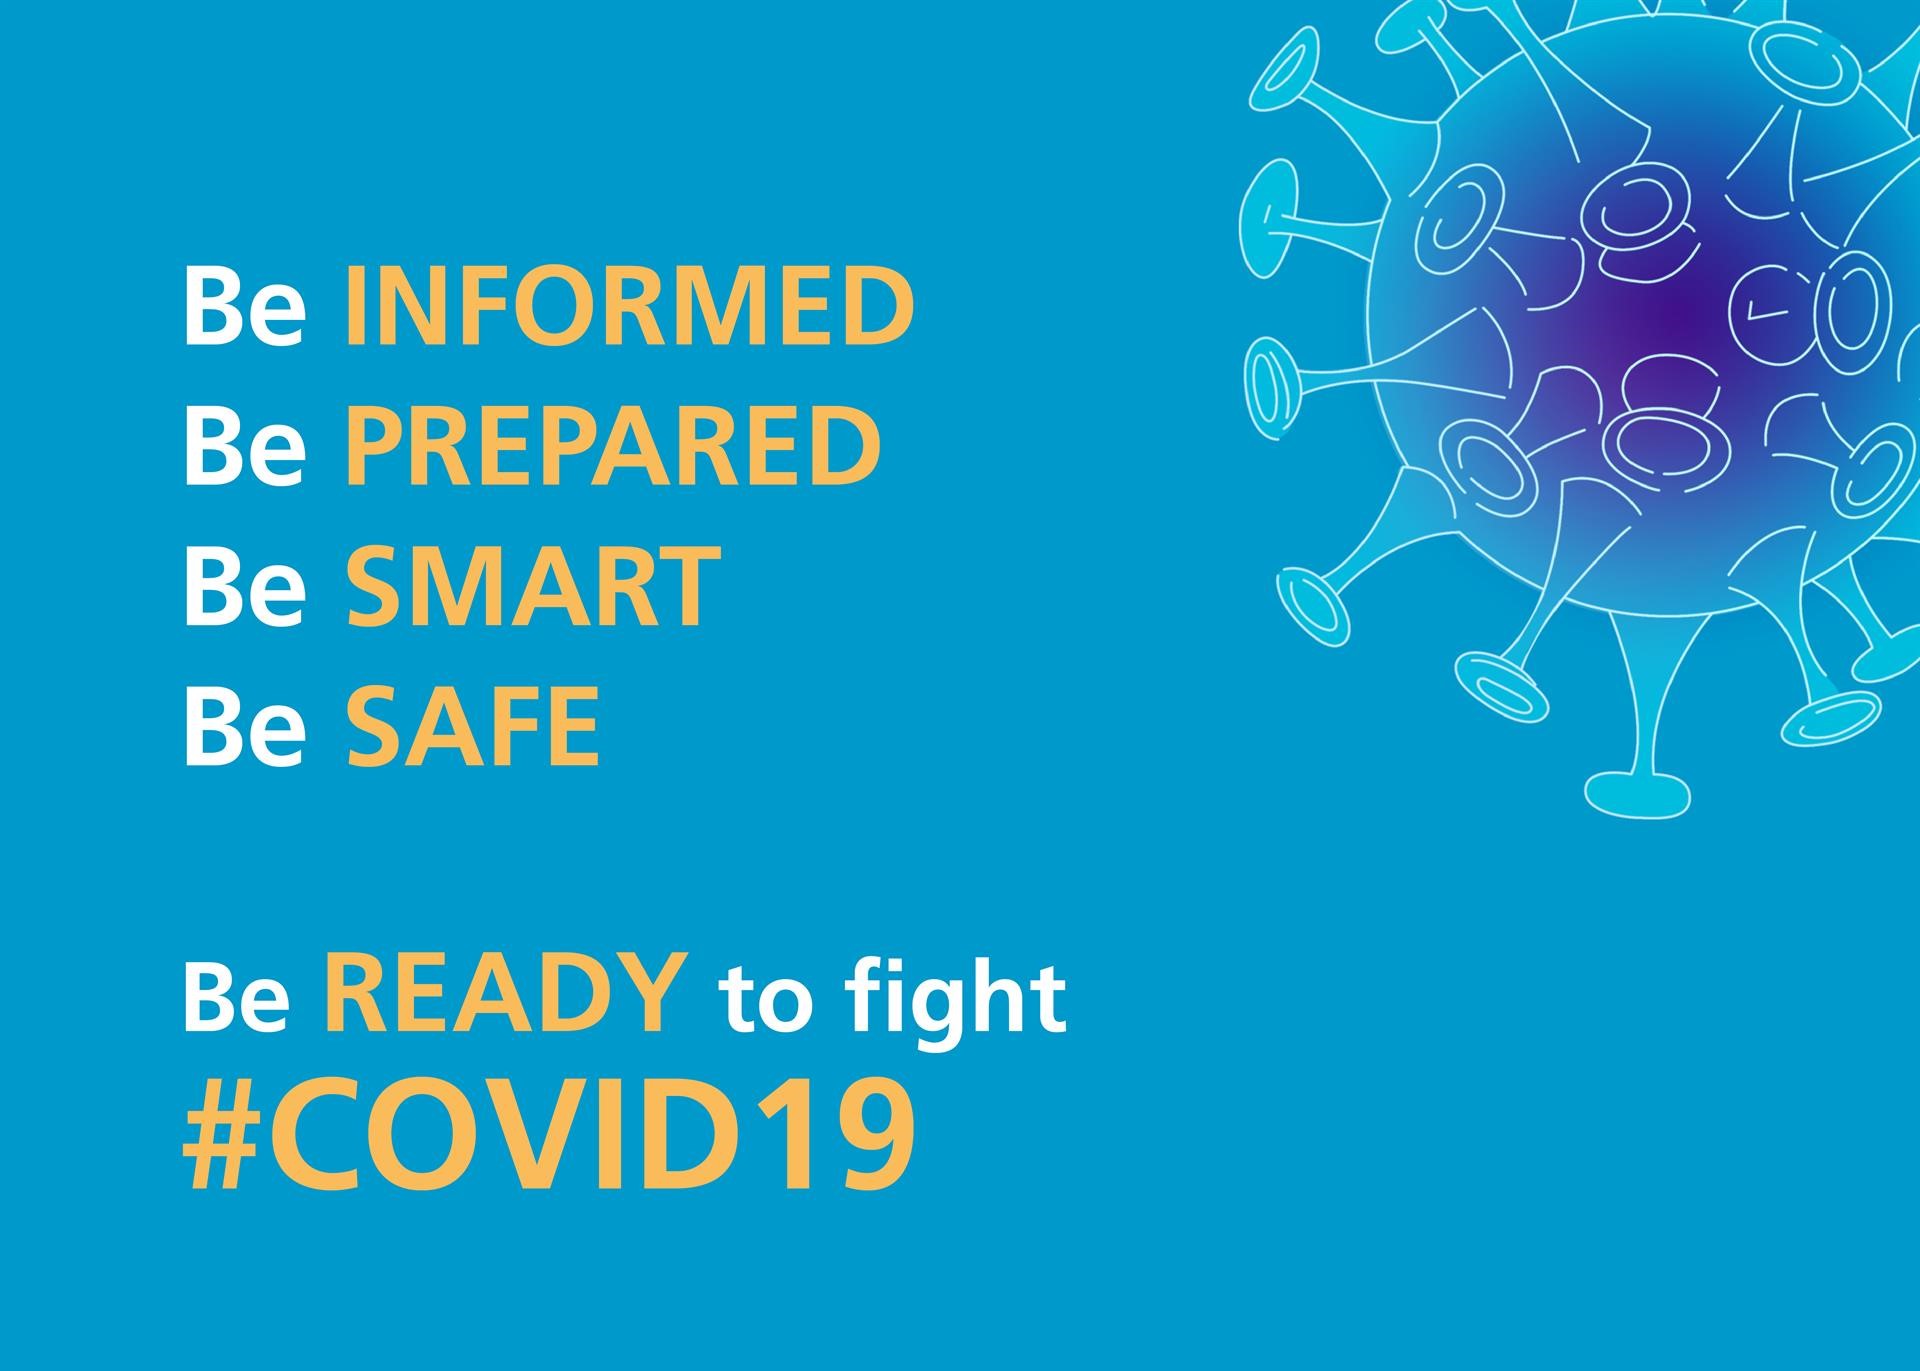 Be INFORMED
Be PREPARED
Be SMART
Be SAFE
Be READY to fight
#COVID19